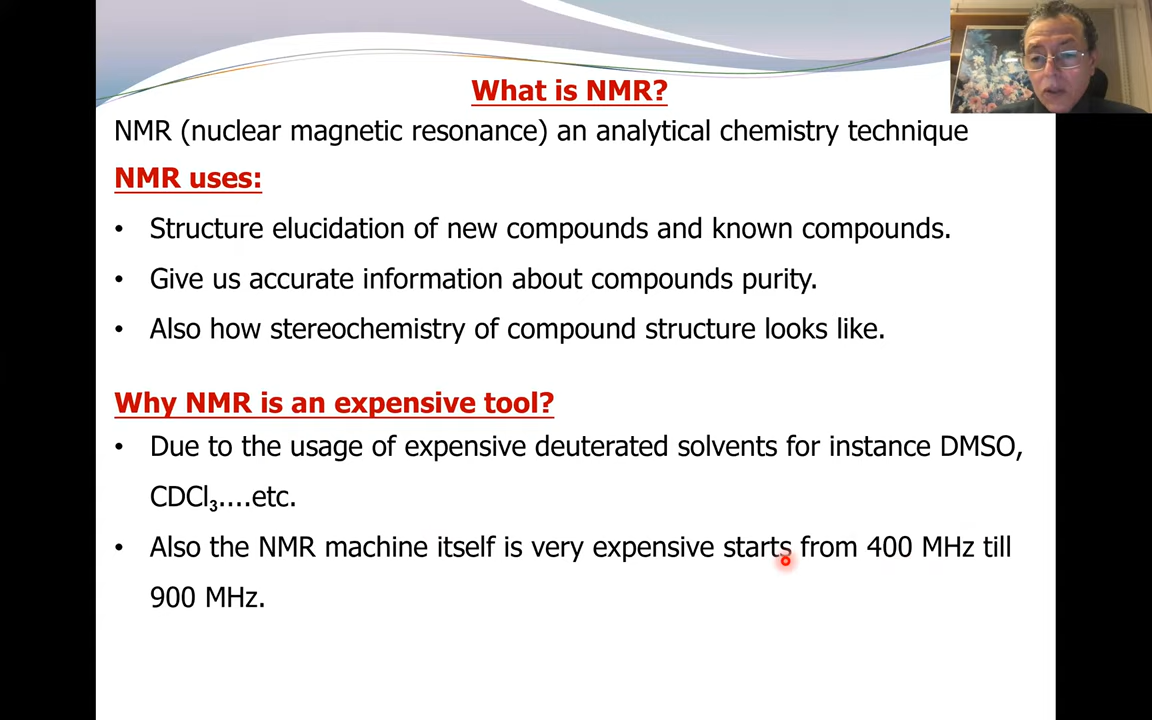 What is NMR?
NMR (nuclear magnetic resonance) an analytical chemistry technique
NMR uses:
• Structure elucidation of new compounds and known compounds.
• Give us accurate information about compounds purity.
• Also how stereochemistry of compound structure looks like.
Why NMR is an expensive tool?
• Due to the usage of expensive deuterated solvents for instance DMSO,
CDCl₃....etc.
• Also the NMR machine itself is very expensive starts from 400 MHz till
900 MHz.